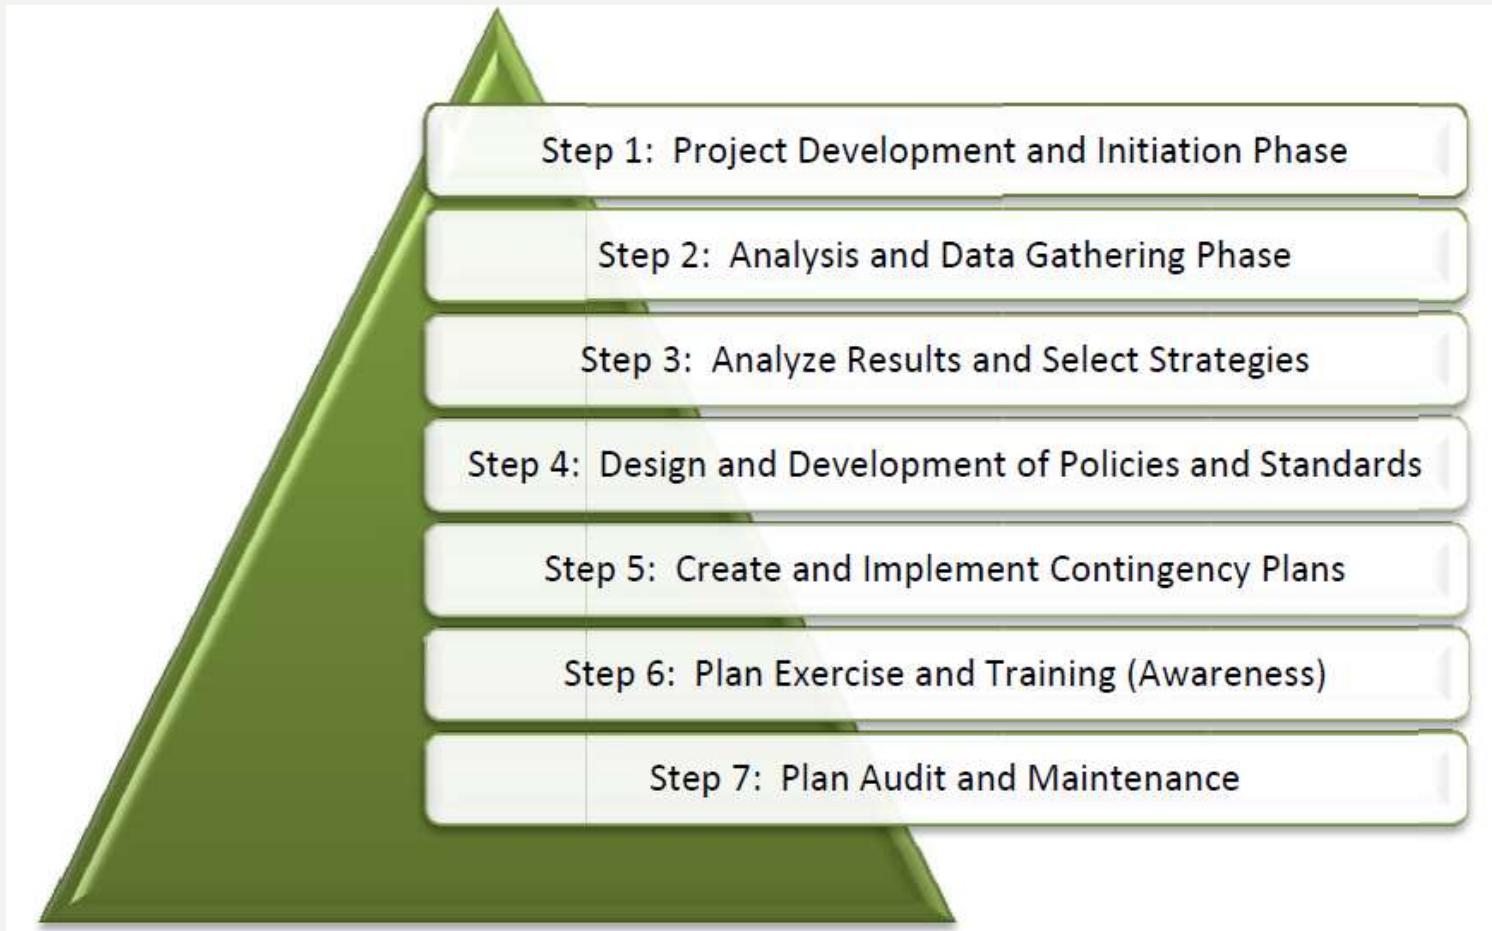 Step 1: Project Development and Initiation Phase
Step 2: Analysis and Data Gathering Phase
Step 3: Analyze Results and Select Strategies
Step 4: Design and Development of Policies and Standards
Step 5: Create and Implement Contingency Plans
Step 6: Plan Exercise and Training (Awareness)
Step 7: Plan Audit and Maintenance